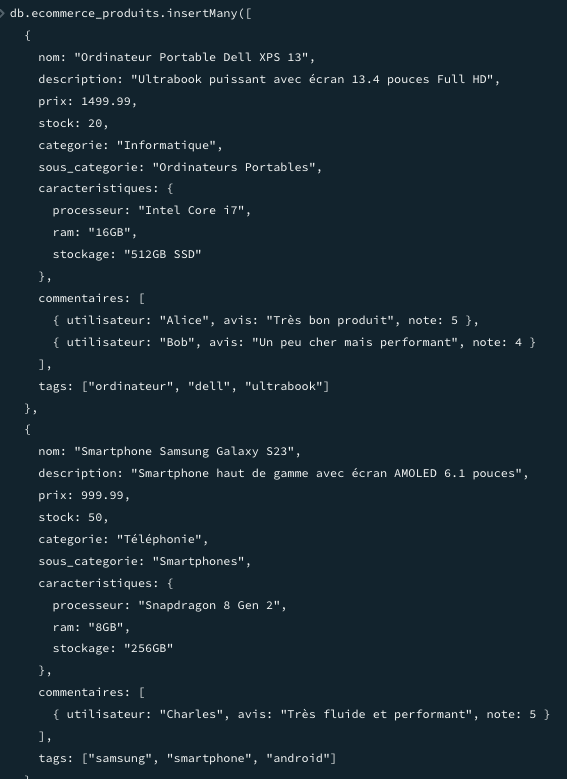 db.ecommerce_produits.insertMany([
  {
    nom: "Ordinateur Portable Dell XPS 13",
    description: "Ultrabook puissant avec écran 13.4 pouces Full HD",
    prix: 1499.99,
    stock: 20,
    categorie: "Informatique",
    sous_categorie: "Ordinateurs Portables",
    caracteristiques: {
      processeur: "Intel Core i7",
      ram: "16GB",
      stockage: "512GB SSD"
    },
    commentaires: [
      { utilisateur: "Alice", avis: "Très bon produit", note: 5 },
      { utilisateur: "Bob", avis: "Un peu cher mais performant", note: 4 }
    ],
    tags: ["ordinateur", "dell", "ultrabook"]
  },
  {
    nom: "Smartphone Samsung Galaxy S23",
    description: "Smartphone haut de gamme avec écran AMOLED 6.1 pouces",
    prix: 999.99,
    stock: 50,
    categorie: "Téléphonie",
    sous_categorie: "Smartphones",
    caracteristiques: {
      processeur: "Snapdragon 8 Gen 2",
      ram: "8GB",
      stockage: "256GB"
    },
    commentaires: [
      { utilisateur: "Charles", avis: "Très fluide et performant", note: 5 }
    ],
    tags: ["samsung", "smartphone", "android"]